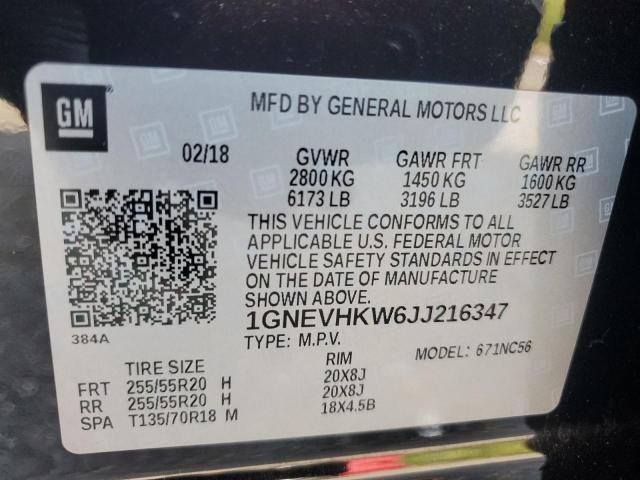 GM
MFD BY GENERAL MOTORS LLC
02/18 GVWR GAWR FRT GAWR RR
2800 KG 1450 KG 1600 KG
6173 LB 3196 LB 3527 LB
THIS VEHICLE CONFORMS TO ALL
APPLICABLE U.S. FEDERAL MOTOR
VEHICLE SAFETY STANDARDS IN EFFECT
ON THE DATE OF MANUFACTURE
SHOWN ABOVE.
1GNEVHKW6JJ216347
384A
TYPE: M.P.V. MODEL: 671NC56
TIRE SIZE RIM
FRT 255/55R20 H 20X8J
RR 255/55R20 H 20X8J
SPA T135/70R18 M 18X4.5B